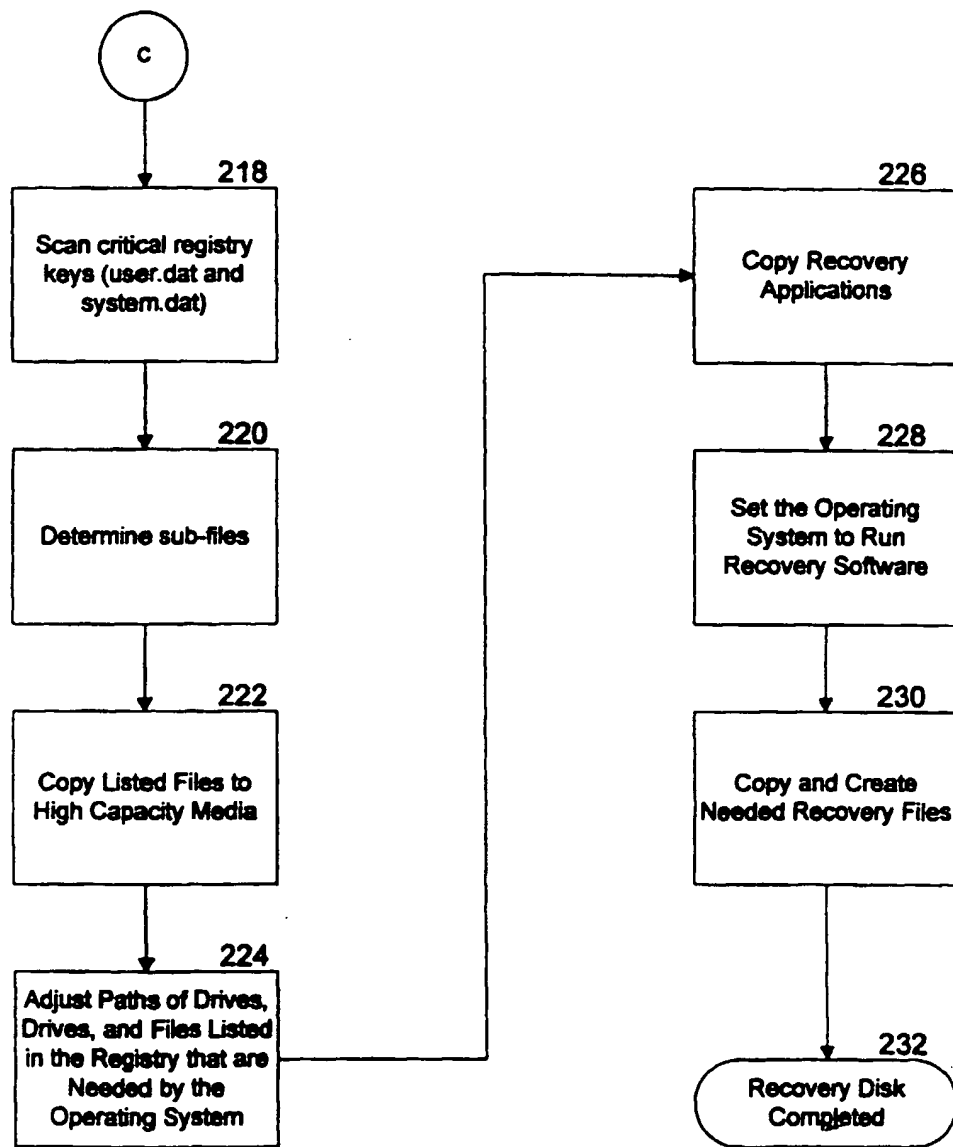 C
218
Scan critical registry
keys (user.dat and
system.dat)
220
Determine sub-files
222
Copy Listed Files to
High Capacity Media
224
Adjust Paths of Drives,
Drives, and Files Listed
in the Registry that are
Needed by the
Operating System
226
Copy Recovery
Applications
228
Set the Operating
System to Run
Recovery Software
230
Copy and Create
Needed Recovery Files
232
Recovery Disk
Completed